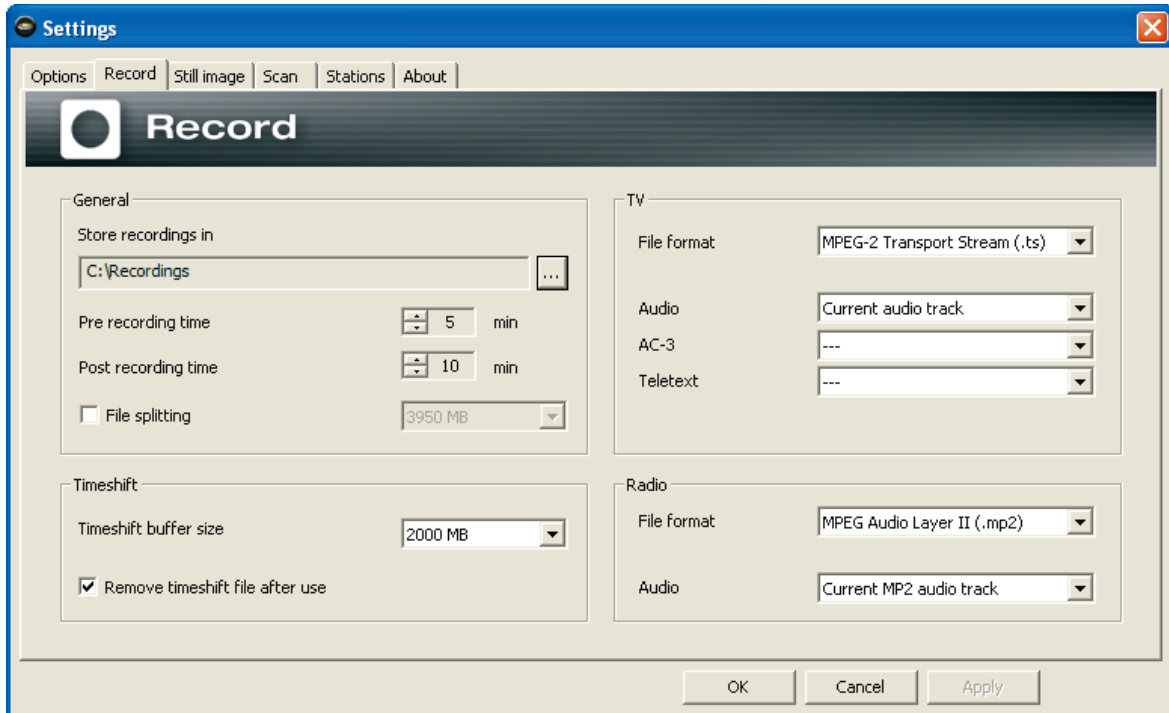 Settings
Options Record Still image Scan Stations About
Record
General
Store recordings in
C:\Recordings
...
Pre recording time 5 min
Post recording time 10 min
File splitting 3950 MB
Timeshift
Timeshift buffer size 2000 MB
Remove timeshift file after use
TV
File format MPEG-2 Transport Stream (.ts)
Audio Current audio track
AC-3 ---
Teletext ---
Radio
File format MPEG Audio Layer II (.mp2)
Audio Current MP2 audio track
OK Cancel Apply